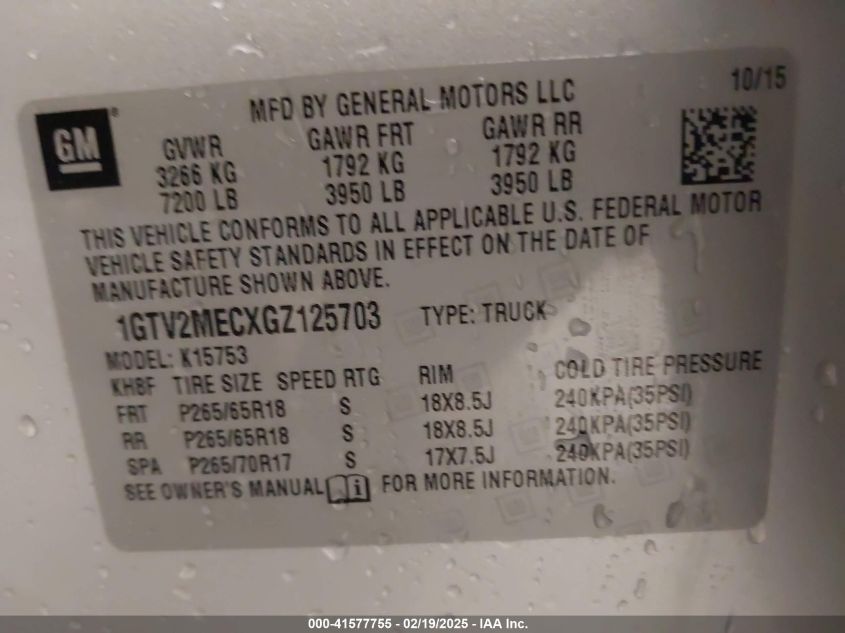 10/15
MFD BY GENERAL MOTORS LLC
GM
GVWR GAWR FRT GAWR RR
3266 KG 1792 KG 1792 KG
7200 LB 3950 LB 3950 LB
THIS VEHICLE CONFORMS TO ALL APPLICABLE U.S. FEDERAL MOTOR
VEHICLE SAFETY STANDARDS IN EFFECT ON THE DATE OF
MANUFACTURE SHOWN ABOVE.
1GTV2MECXGZ125703 TYPE: TRUCK
MODEL: K15753
KH8F TIRE SIZE SPEED RTG RIM COLD TIRE PRESSURE
FRT P265/65R18 S 18X8.5J 240KPA(35PSI)
RR P265/65R18 S 18X8.5J 240KPA(35PSI)
SPA P265/70R17 S 17X7.5J 240KPA(35PSI)
SEE OWNER'S MANUAL i FOR MORE INFORMATION.
000-41577755 - 02/19/2025 - IAA Inc.